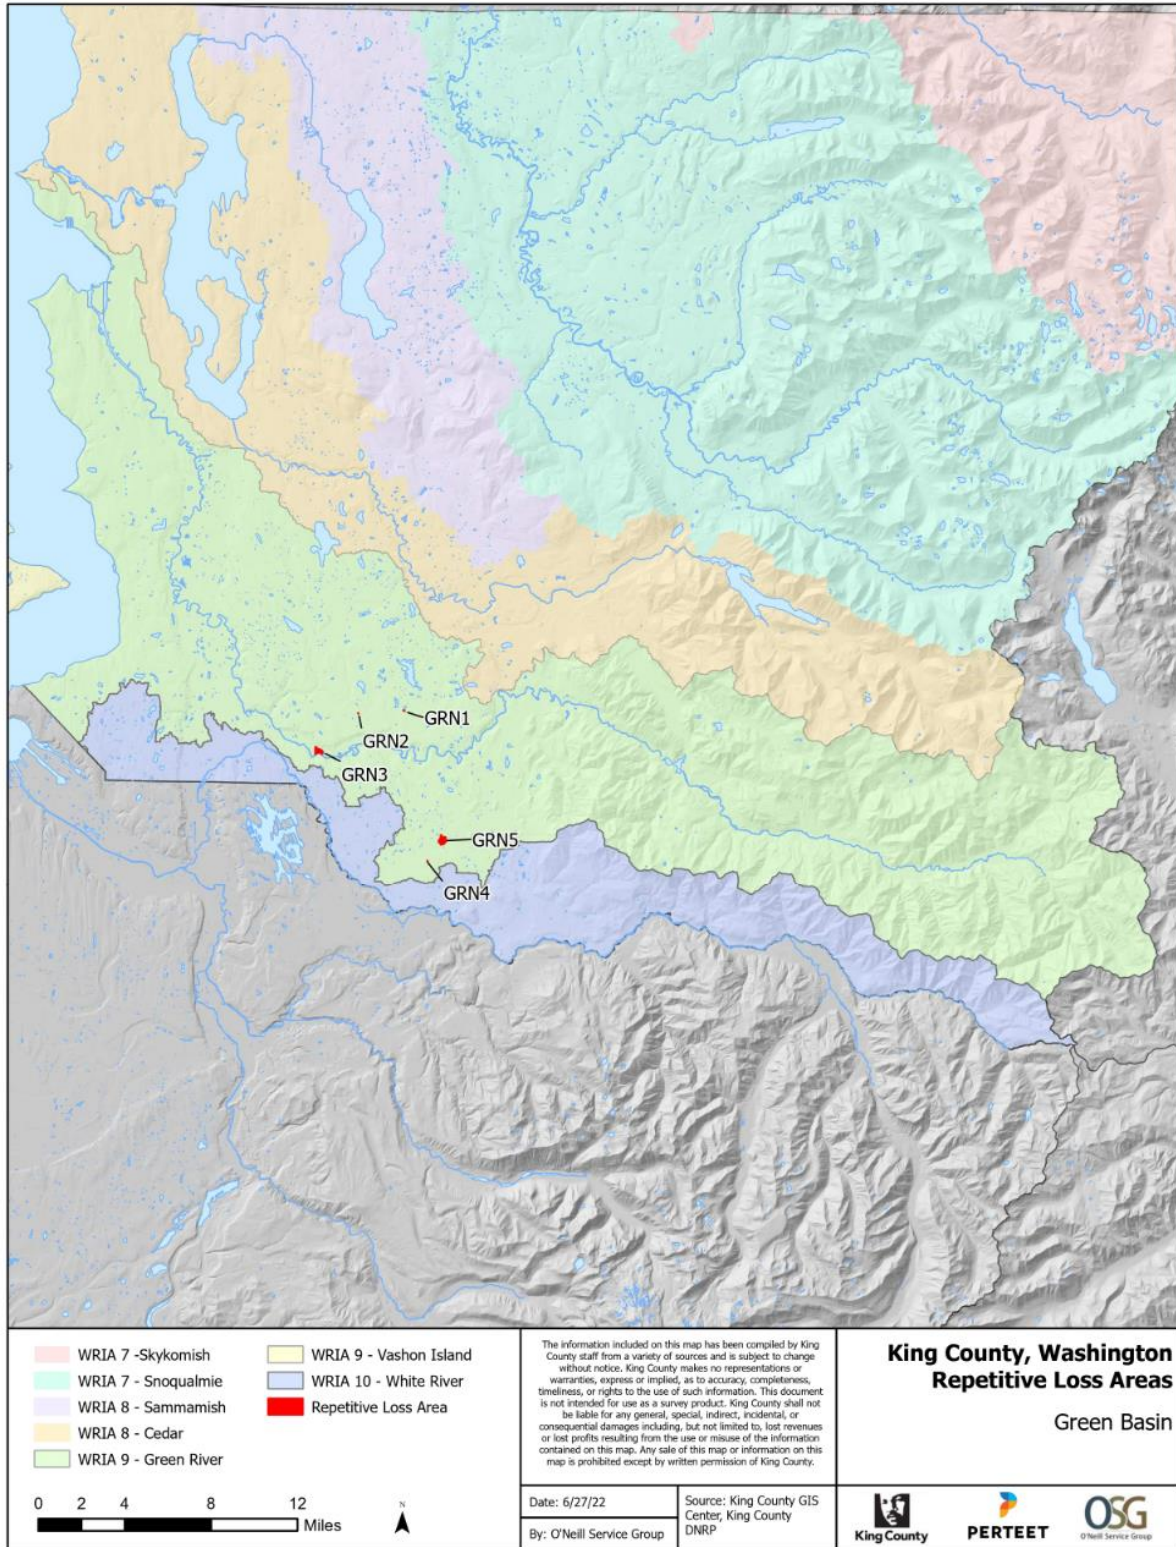 GRN1
GRN2
GRN3
GRN5
GRN4
WRIA 7 -Skykomish
WRIA 7 - Snoqualmie
WRIA 8 - Sammamish
WRIA 8 - Cedar
WRIA 9 - Green River
WRIA 9 - Vashon Island
WRIA 10 - White River
Repetitive Loss Area
0 2 4 8 12
Miles
N
The information included on this map has been compiled by King
County staff from a variety of sources and is subject to change
without notice. King County makes no representations or
warranties, express or implied, as to accuracy, completeness,
timeliness, or rights to the use of such information. This document
is not intended for use as a survey product. King County shall not
be liable for any general, special, indirect, incidental, or
consequential damages including, but not limited to, lost revenues
or lost profits resulting from the use or misuse of the information
contained on this map. Any sale of this map or information on this
map is prohibited except by written permission of King County.
Date: 6/27/22
By: O'Neill Service Group
Source: King County GIS
Center, King County
DNRP
King County, Washington
Repetitive Loss Areas
Green Basin
King County
PERTEET
OSG
O'Neill Service Group